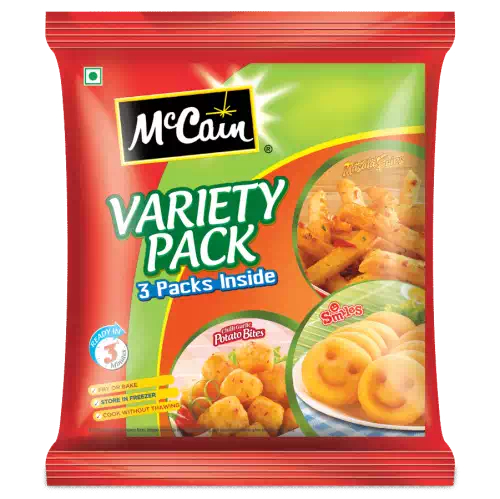 McCain
®
VARIETY
PACK
3 Packs Inside
Masala Fries
Smiles
Chilli Garlic
Potato Bites
READY IN
3
Minutes
FRY OR BAKE
STORE IN FREEZER
COOK WITHOUT THAWING